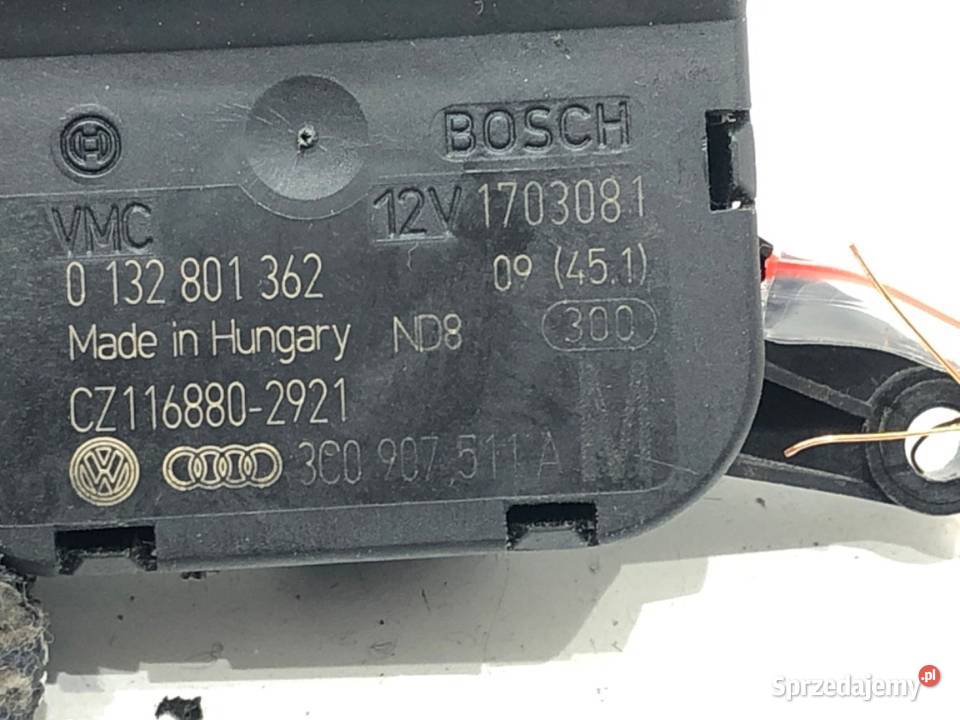 BOSCH
VMC 12V 1703081
0 132 801 362 09 (45.1)
Made in Hungary ND8 300
CZ116880-2921
3C0 907 511 A
Sprzedajemy.pl